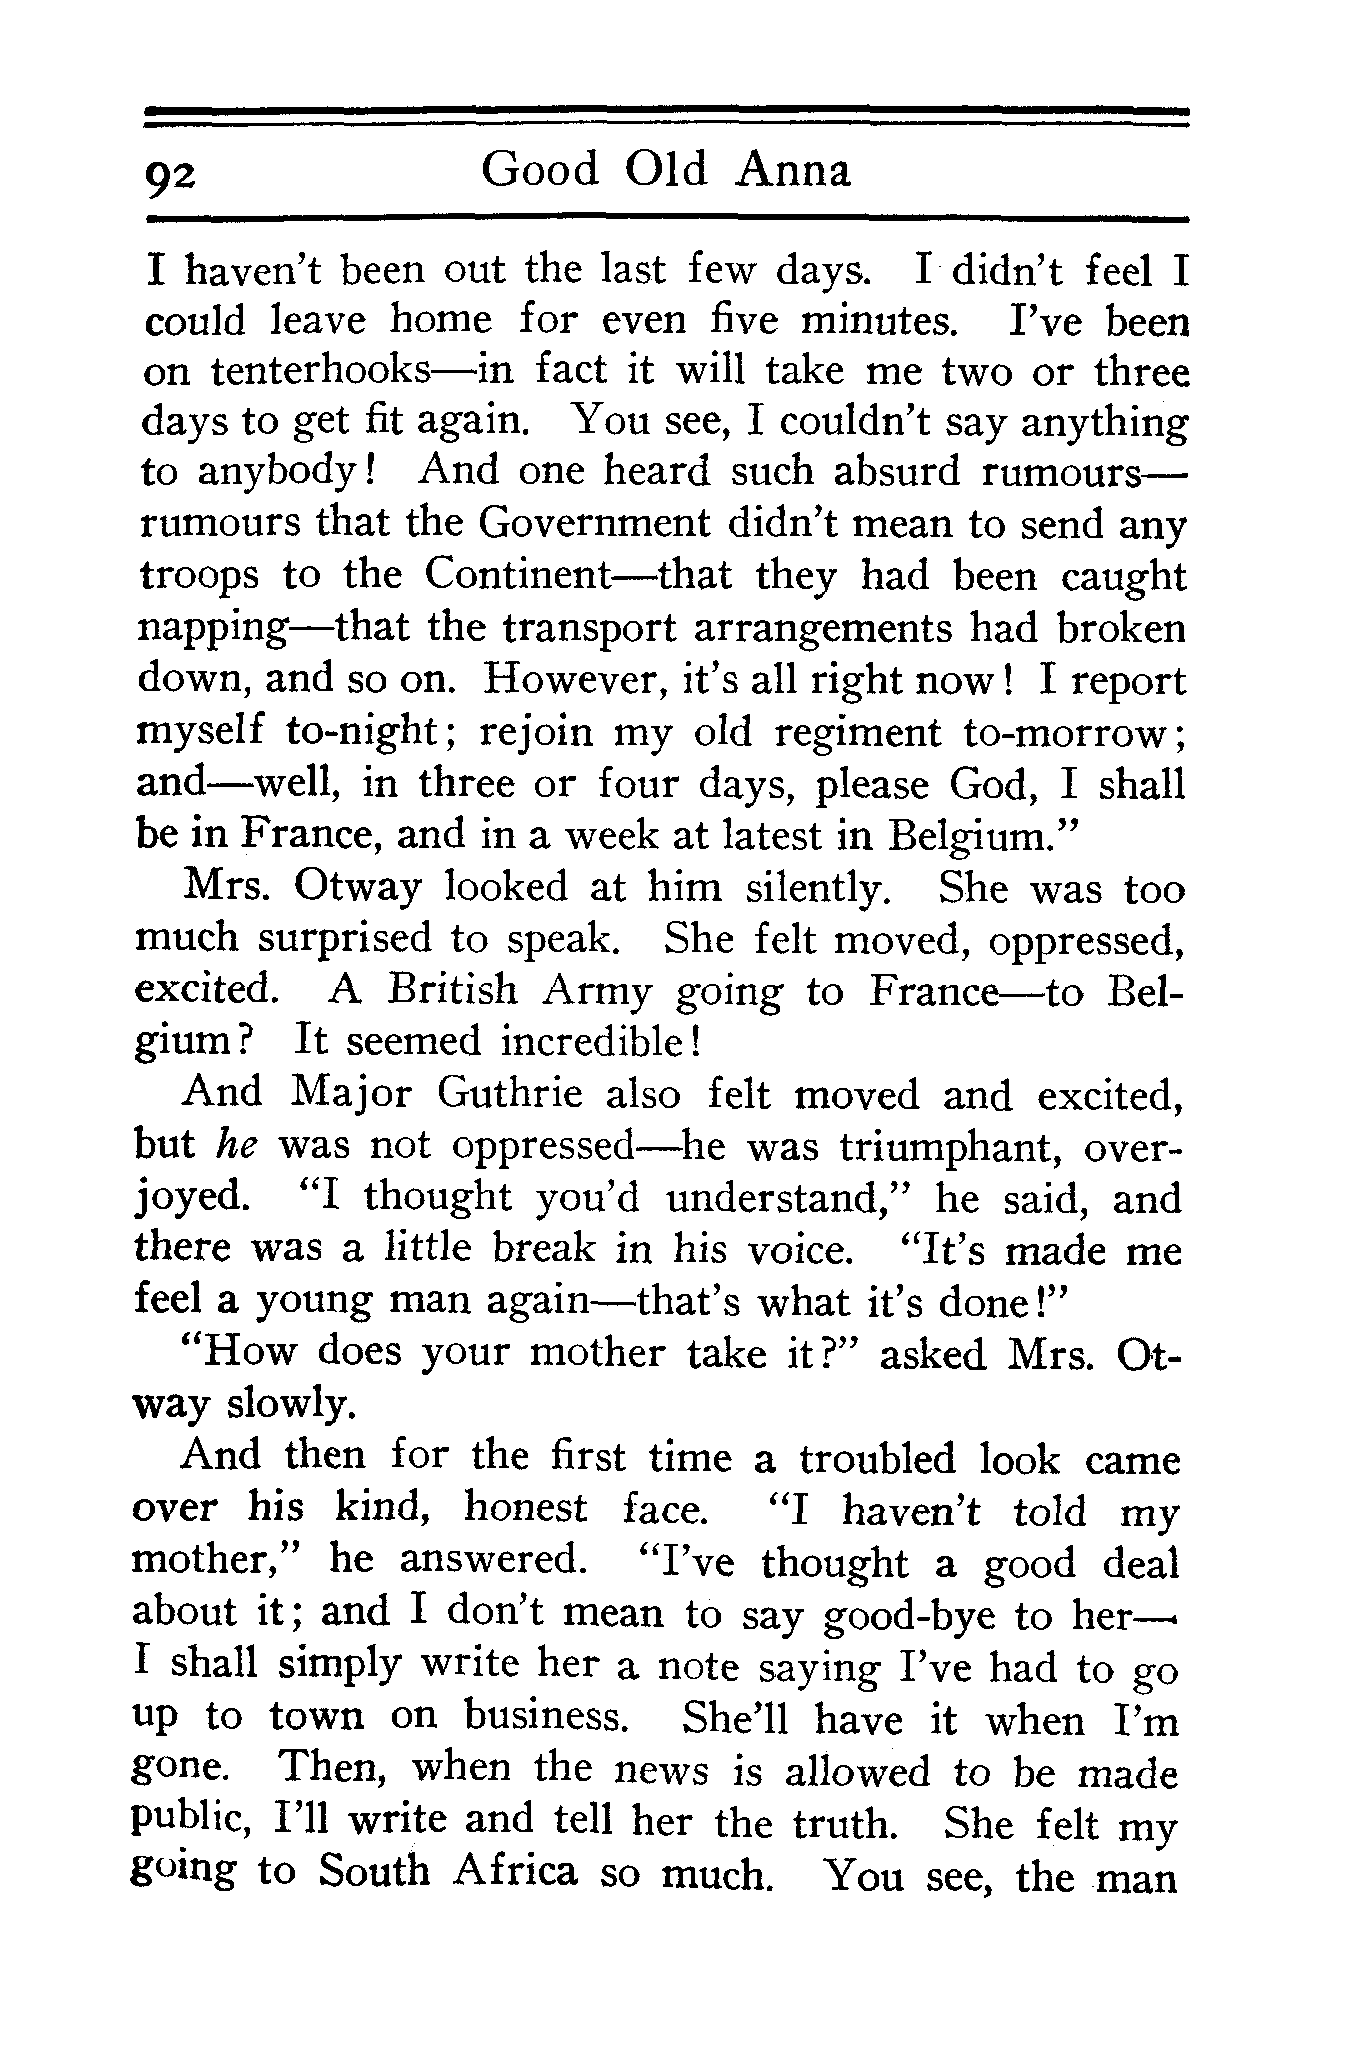 92 Good Old Anna
I haven't been out the last few days. I didn't feel I
could leave home for even five minutes. I've been
on tenterhooks—in fact it will take me two or three
days to get fit again. You see, I couldn't say anything
to anybody! And one heard such absurd rumours—
rumours that the Government didn't mean to send any
troops to the Continent—that they had been caught
napping—that the transport arrangements had broken
down, and so on. However, it's all right now! I report
myself to-night; rejoin my old regiment to-morrow;
and—well, in three or four days, please God, I shall
be in France, and in a week at latest in Belgium."
Mrs. Otway looked at him silently. She was too
much surprised to speak. She felt moved, oppressed,
excited. A British Army going to France—to Bel-
gium? It seemed incredible!
And Major Guthrie also felt moved and excited,
but he was not oppressed—he was triumphant, over-
joyed. "I thought you'd understand," he said, and
there was a little break in his voice. "It's made me
feel a young man again—that's what it's done!"
"How does your mother take it?" asked Mrs. Ot-
way slowly.
And then for the first time a troubled look came
over his kind, honest face. "I haven't told my
mother," he answered. "I've thought a good deal
about it; and I don't mean to say good-bye to her—
I shall simply write her a note saying I've had to go
up to town on business. She'll have it when I'm
gone. Then, when the news is allowed to be made
public, I'll write and tell her the truth. She felt my
going to South Africa so much. You see, the man